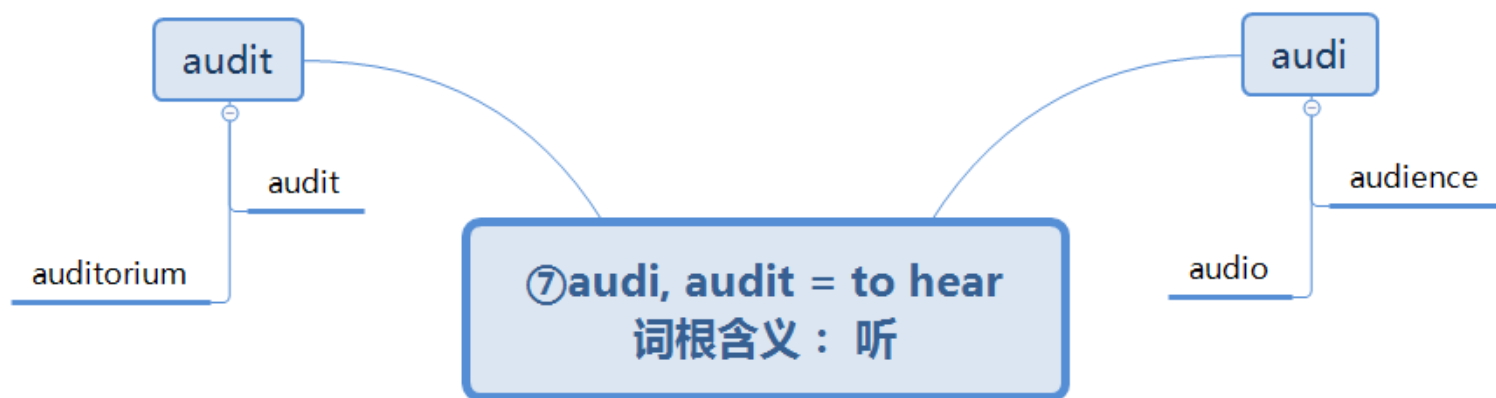 audit
audi
audit
audience
auditorium
audio
⑦audi, audit = to hear
词根含义： 听